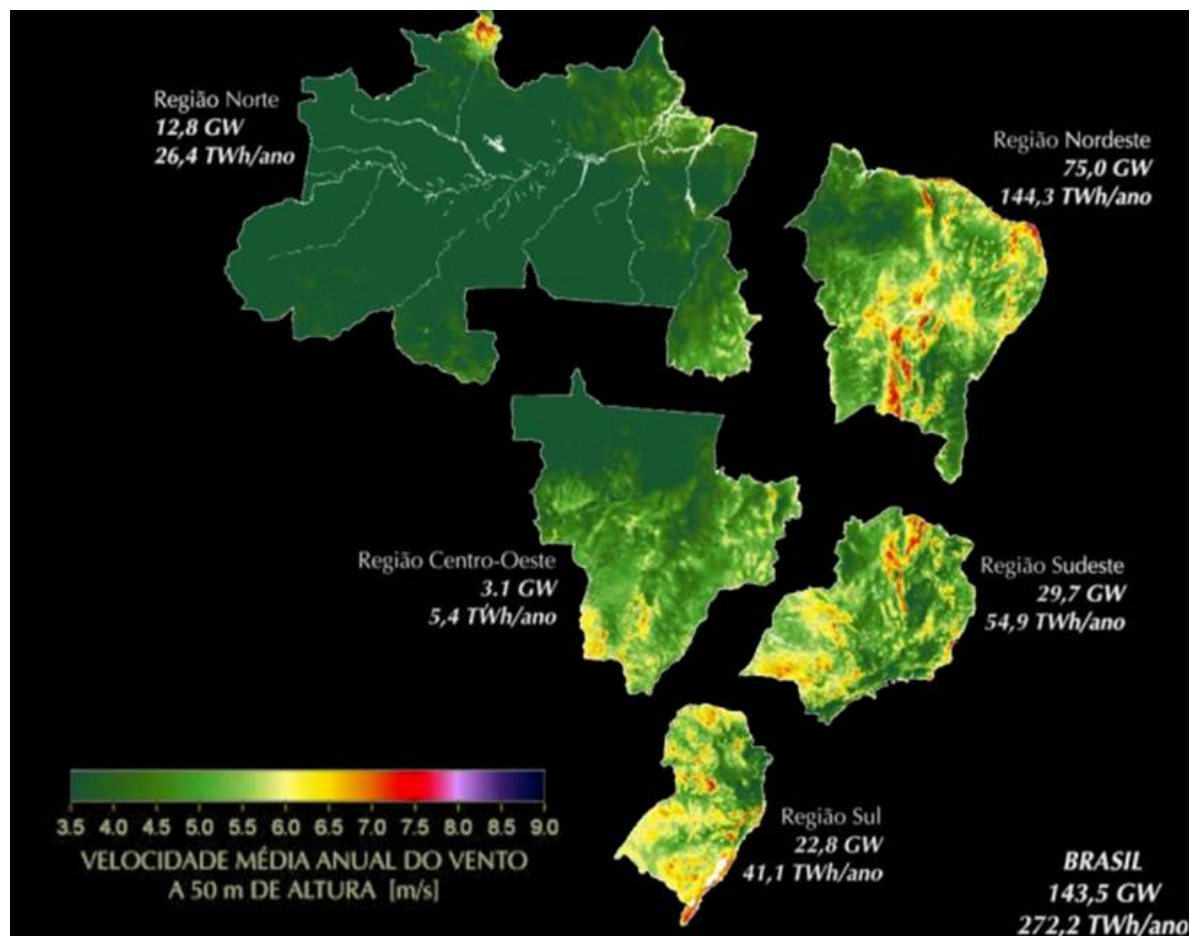 Região Norte
12,8 GW
26,4 TWh/ano
Região Nordeste
75,0 GW
144,3 TWh/ano
Região Centro-Oeste
3.1 GW
5,4 TWh/ano
Região Sudeste
29,7 GW
54,9 TWh/ano
Região Sul
22,8 GW
41,1 TWh/ano
3.5 4.0 4.5 5.0 5.5 6.0 6.5 7.0 7.5 8.0 8.5 9.0
VELOCIDADE MÉDIA ANUAL DO VENTO
A 50 m DE ALTURA [m/s]
BRASIL
143,5 GW
272,2 TWh/ano